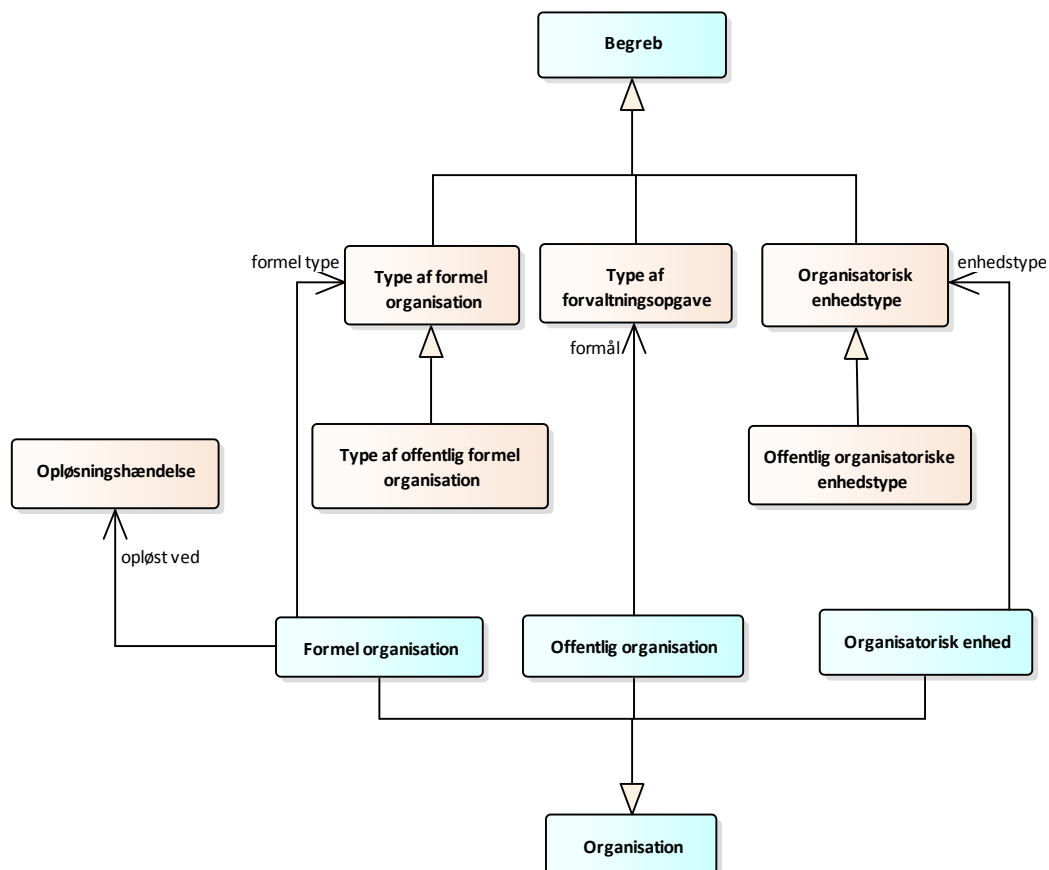 Begreb
formel type
Type af formel
organisation
Type af
forvaltningsopgave
Organisatorisk
enhedstype
enhedstype
formål
Type af offentlig formel
organisation
Offentlig organisatoriske
enhedstype
Opløsningshændelse
opløst ved
Formel organisation
Offentlig organisation
Organisatorisk enhed
Organisation